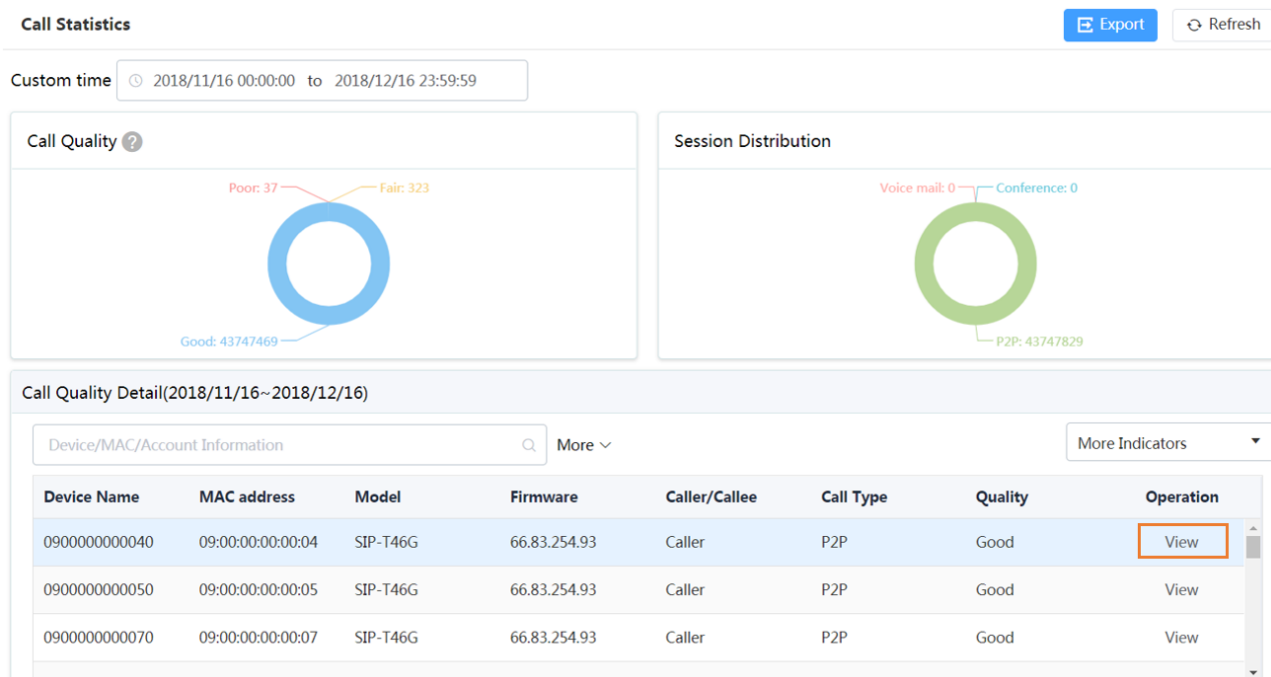 Call Statistics
Export
Refresh
Custom time 2018/11/16 00:00:00 to 2018/12/16 23:59:59
Call Quality ?
Poor: 37
Fair: 323
Good: 43747469
Session Distribution
Voice mail: 0
Conference: 0
P2P: 43747829
Call Quality Detail(2018/11/16~2018/12/16)
Device/MAC/Account Information
More
More Indicators
Device Name MAC address Model Firmware Caller/Callee Call Type Quality Operation
0900000000040 09:00:00:00:00:04 SIP-T46G 66.83.254.93 Caller P2P Good View
0900000000050 09:00:00:00:00:05 SIP-T46G 66.83.254.93 Caller P2P Good View
0900000000070 09:00:00:00:00:07 SIP-T46G 66.83.254.93 Caller P2P Good View